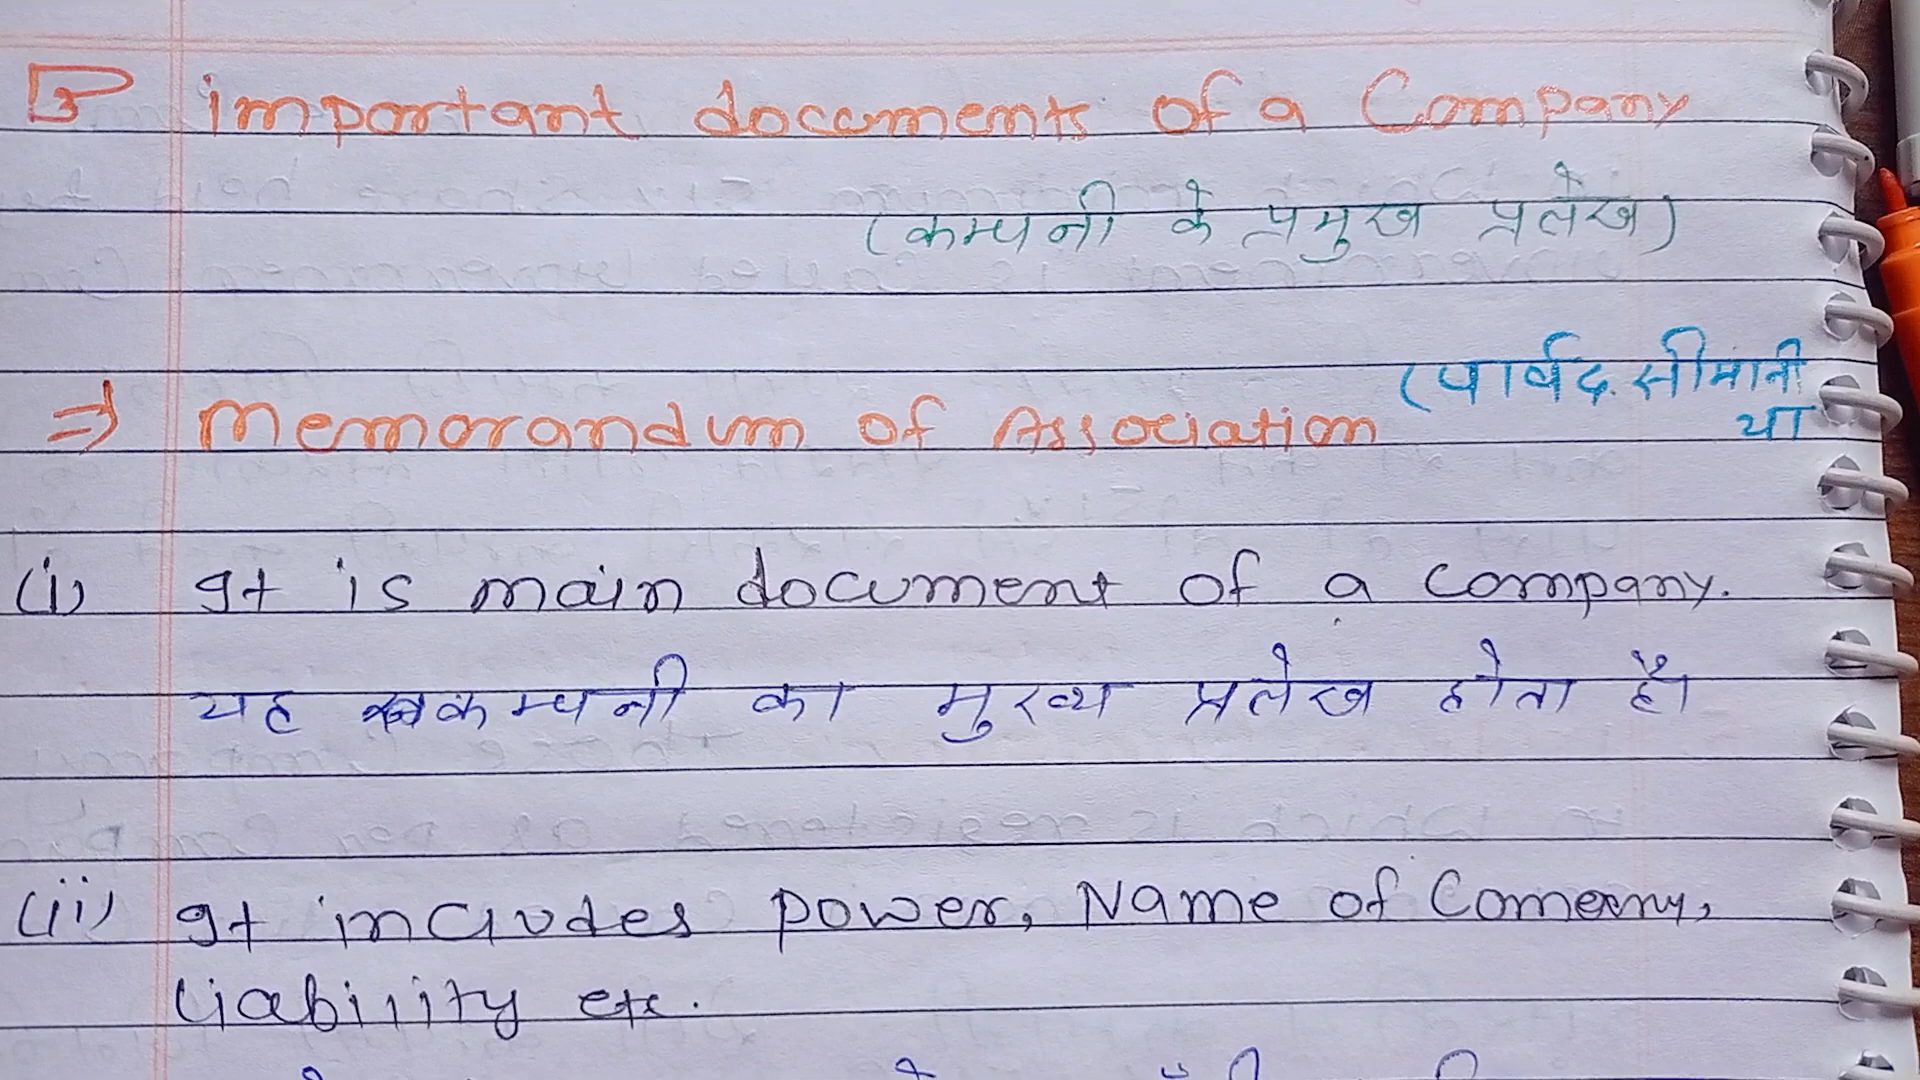 important documents of a Company
(कम्पनी के प्रमुख प्रलेख)
(पार्षद सीमानी
या
⇒ Memorandum of Association
(i) It is main document of a company.
यह कम्पनी का मुख्य प्रलेख होता है।
(ii) It includes power, Name of
liability etc.